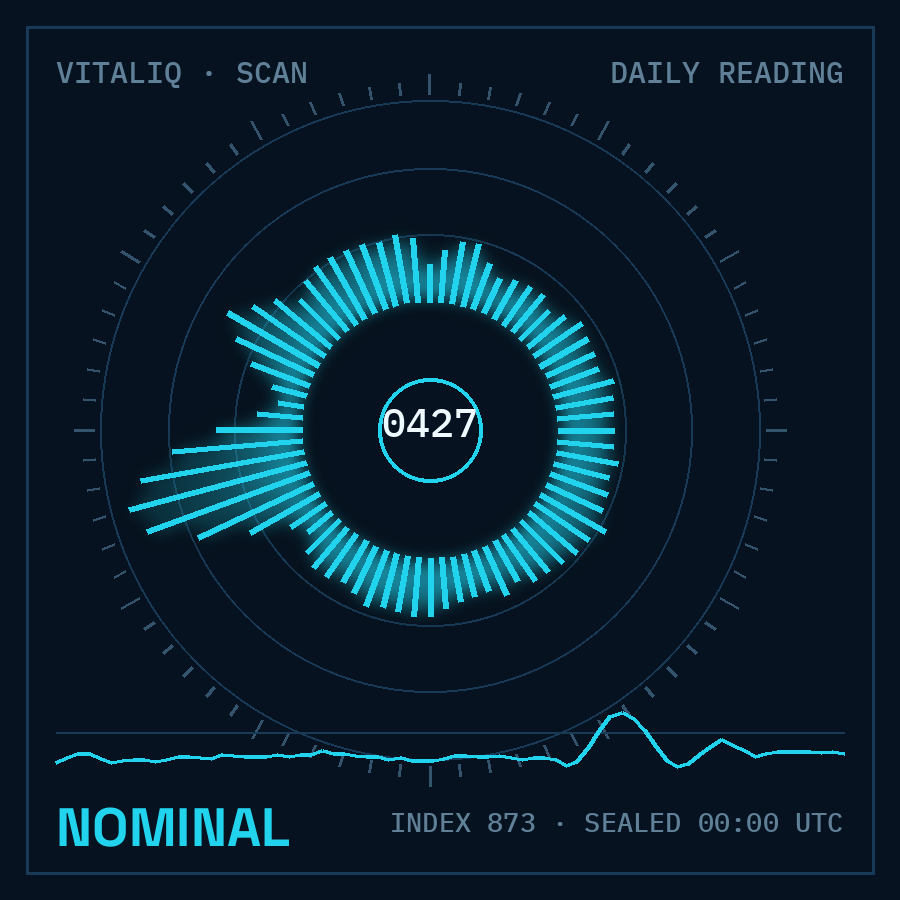 VITALIQ · SCAN
DAILY READING
0427
NOMINAL
INDEX 873 · SEALED 00:00 UTC